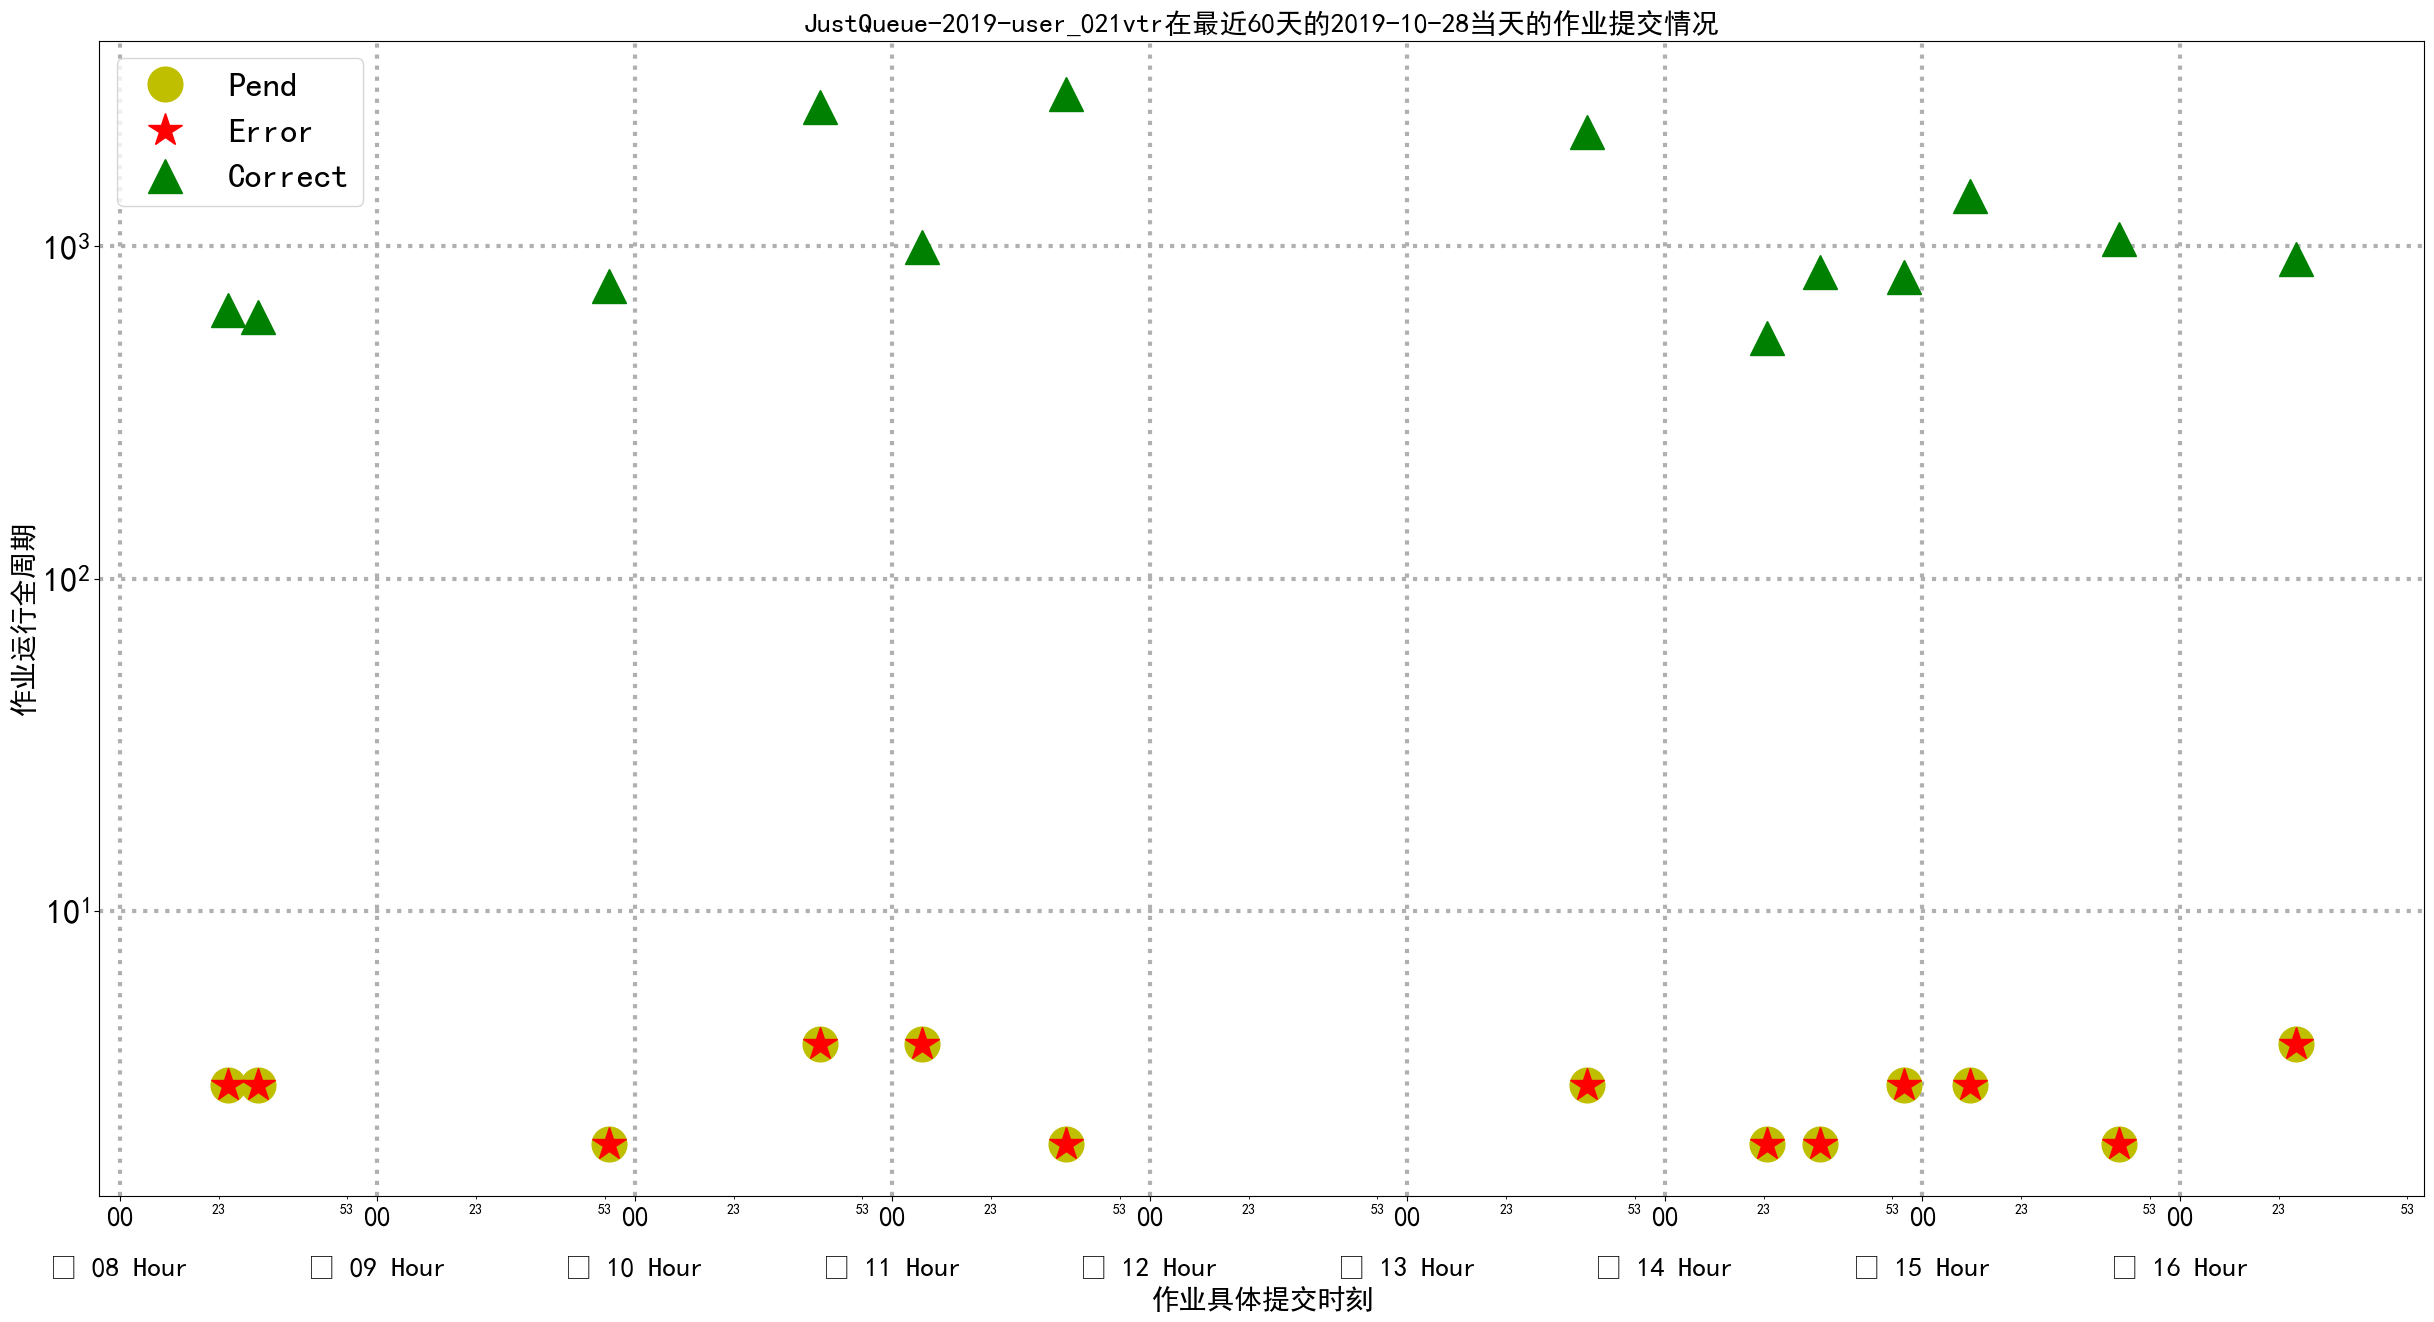 JustQueue-2019-user_021vtr在最近60天的2019-10-28当天的作业提交情况
Pend
Error
Correct
10³
10²
10¹
作业运行全周期
00 23 53 00 23 53 00 23 53 00 23 53 00 23 53 00 23 53 00 23 53 00 23 53 00 23 53
□ 08 Hour □ 09 Hour □ 10 Hour □ 11 Hour □ 12 Hour □ 13 Hour □ 14 Hour □ 15 Hour □ 16 Hour
作业具体提交时刻